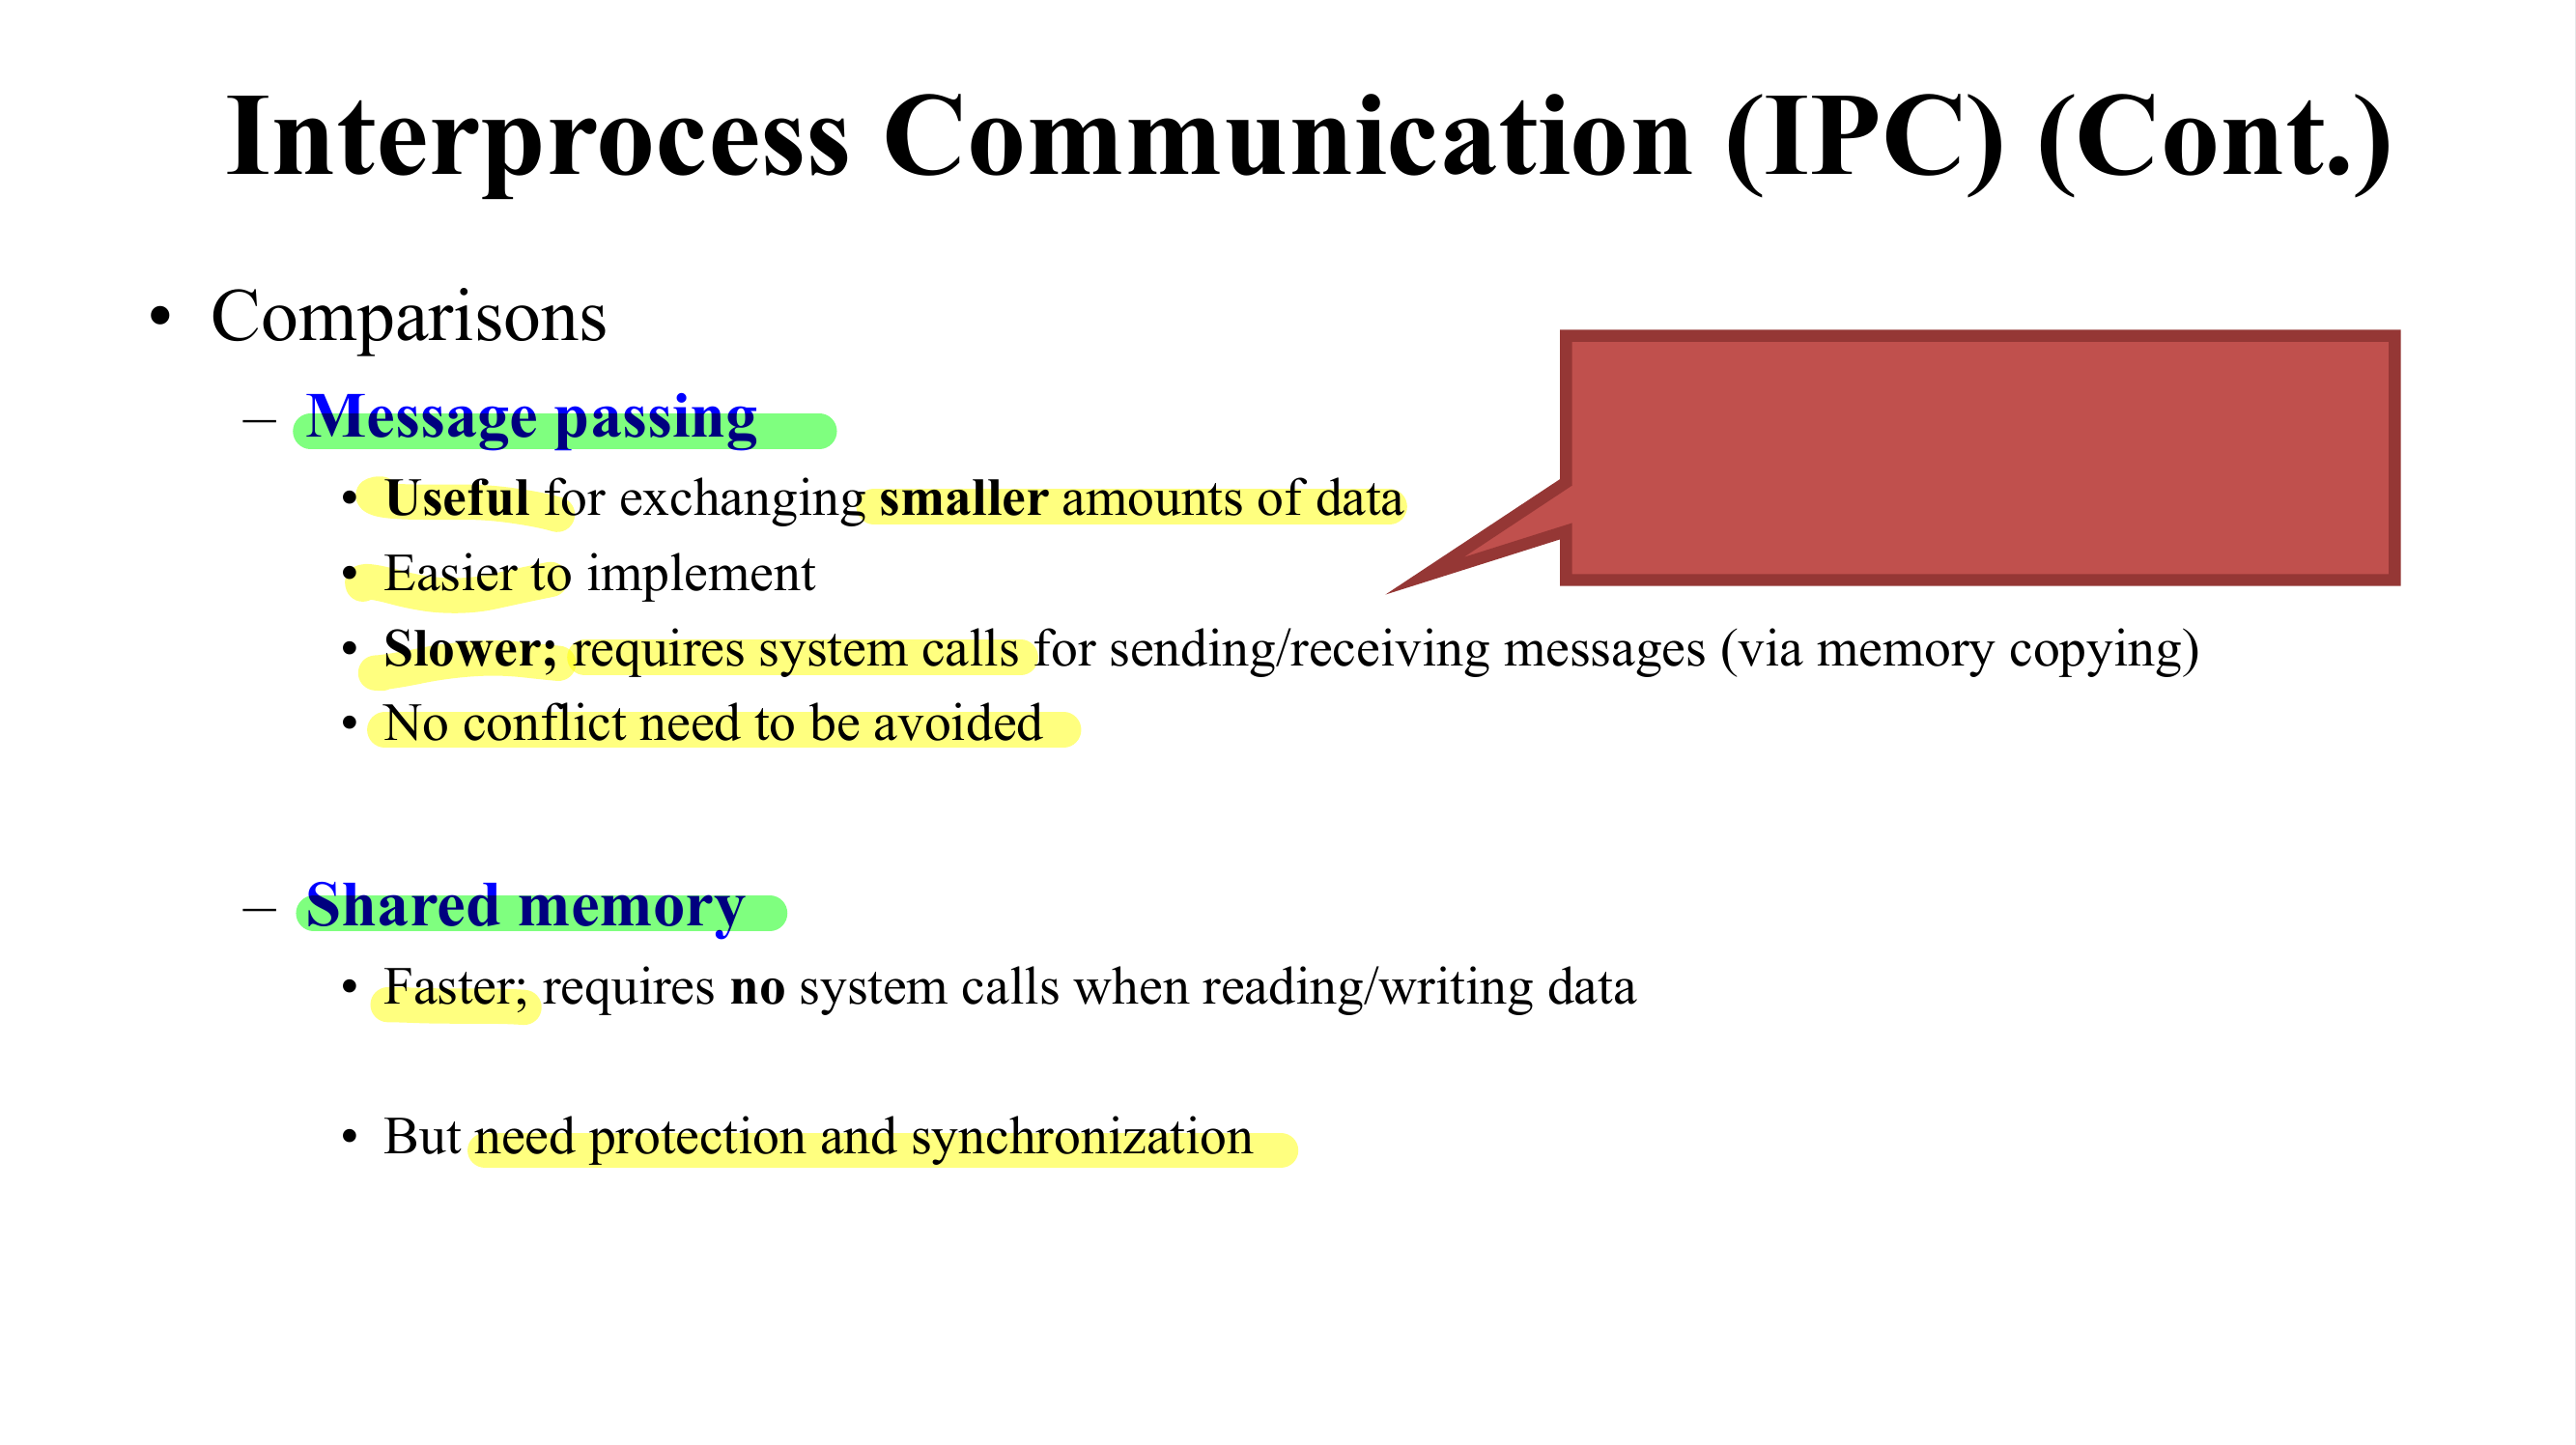 Interprocess Communication (IPC) (Cont.)
• Comparisons
– Message passing
• Useful for exchanging smaller amounts of data
• Easier to implement
• Slower; requires system calls for sending/receiving messages (via memory copying)
• No conflict need to be avoided
– Shared memory
• Faster; requires no system calls when reading/writing data
• But need protection and synchronization